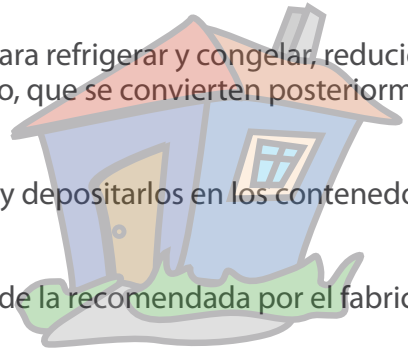 ara refrigerar y congelar, reduci
o, que se convierten posteriorm
y depositarlos en los contenedo
de la recomendada por el fabric